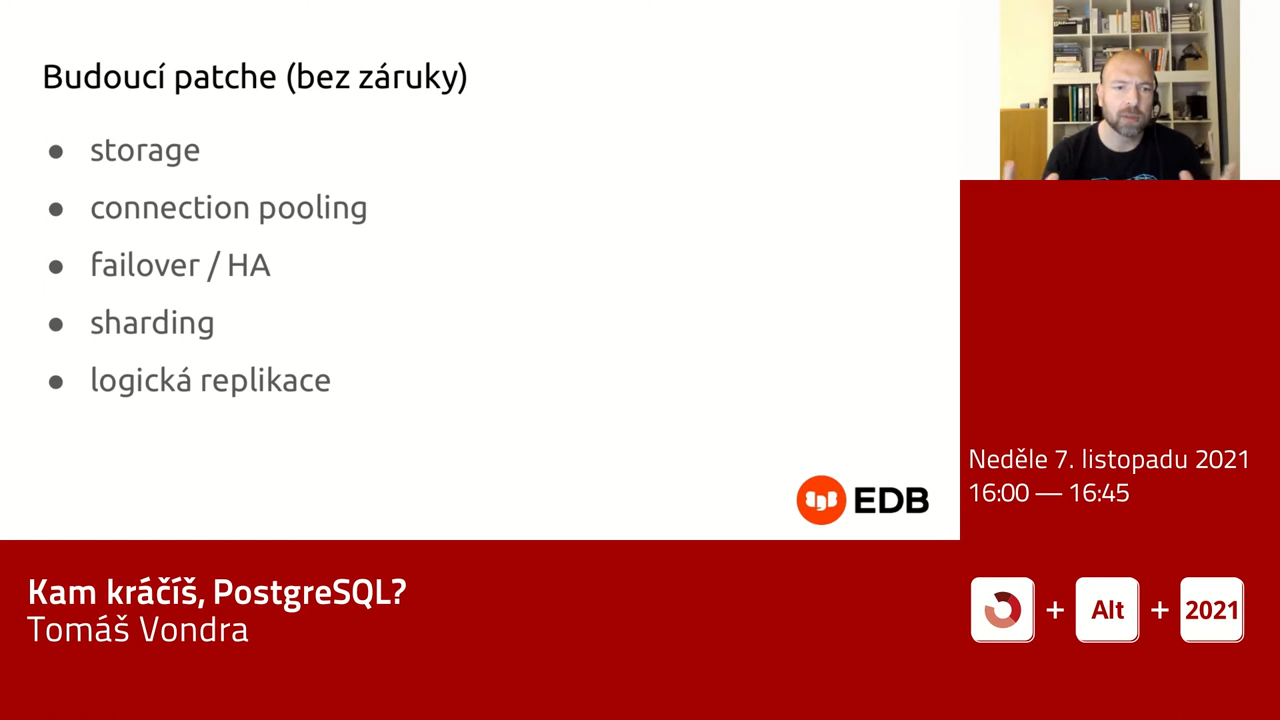 Budoucí patche (bez záruky)
● storage
● connection pooling
● failover / HA
● sharding
● logická replikace
EDB
Neděle 7. listopadu 2021
16:00 — 16:45
Kam kráčíš, PostgreSQL?
Tomáš Vondra
+ Alt + 2021